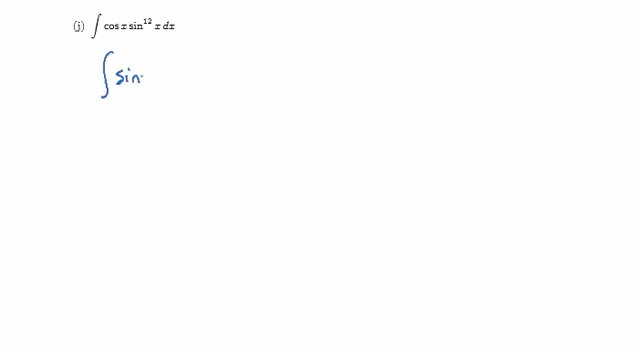 (j) ∫ cos x sin¹² x dx
∫ sin